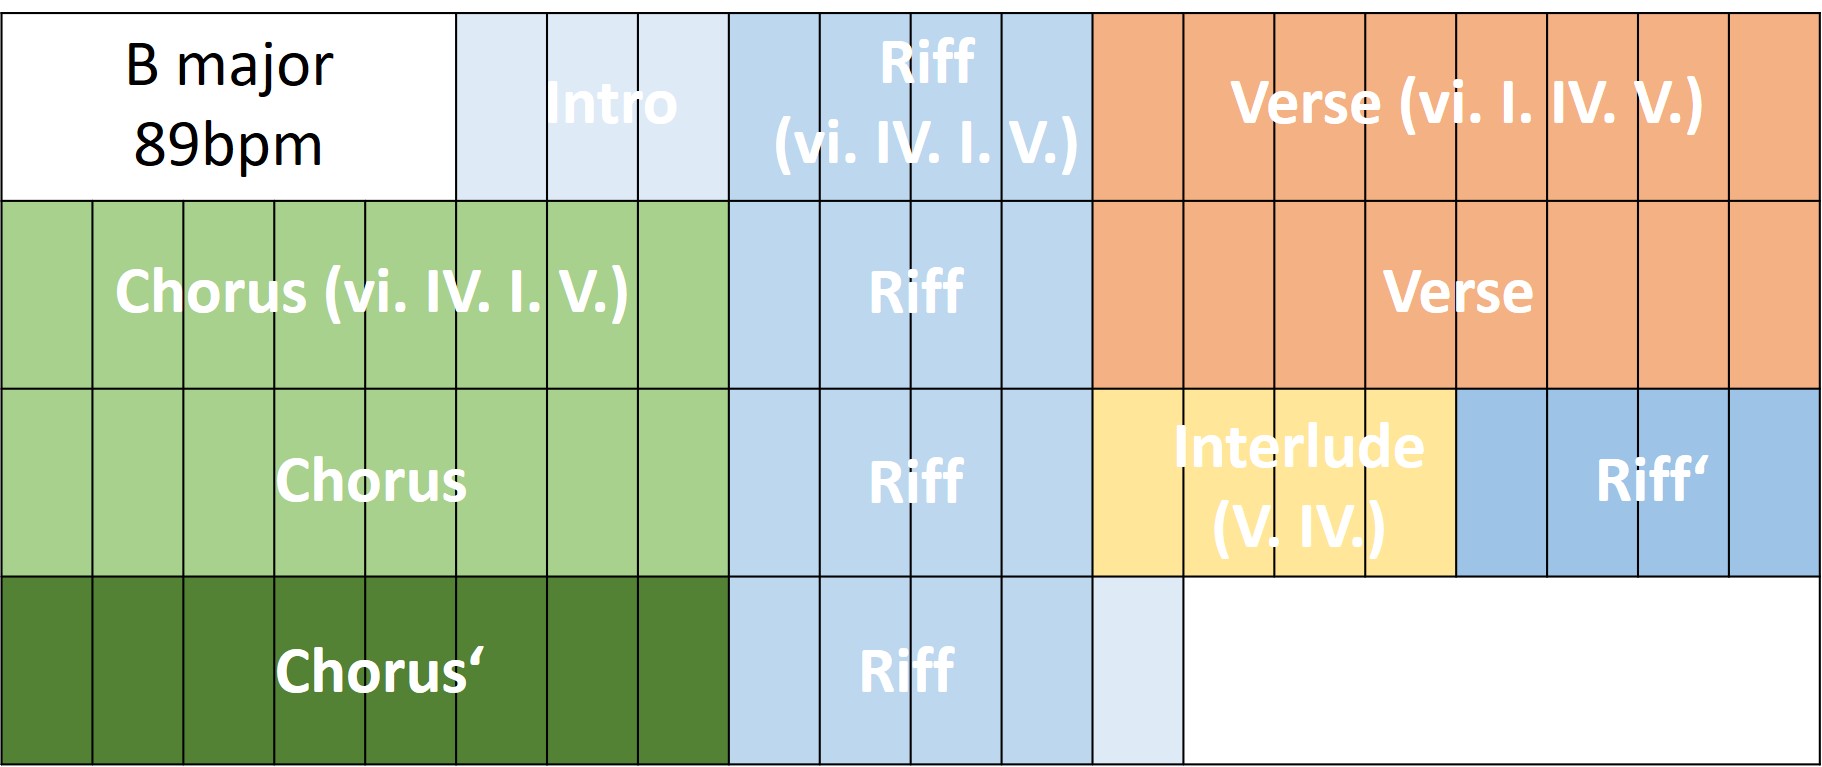 B major
89bpm
Intro
Riff
(vi. IV. I. V.)
Verse (vi. I. IV. V.)
Chorus (vi. IV. I. V.)
Riff
Verse
Chorus
Riff
Interlude
(V. IV.)
Riff‘
Chorus‘
Riff